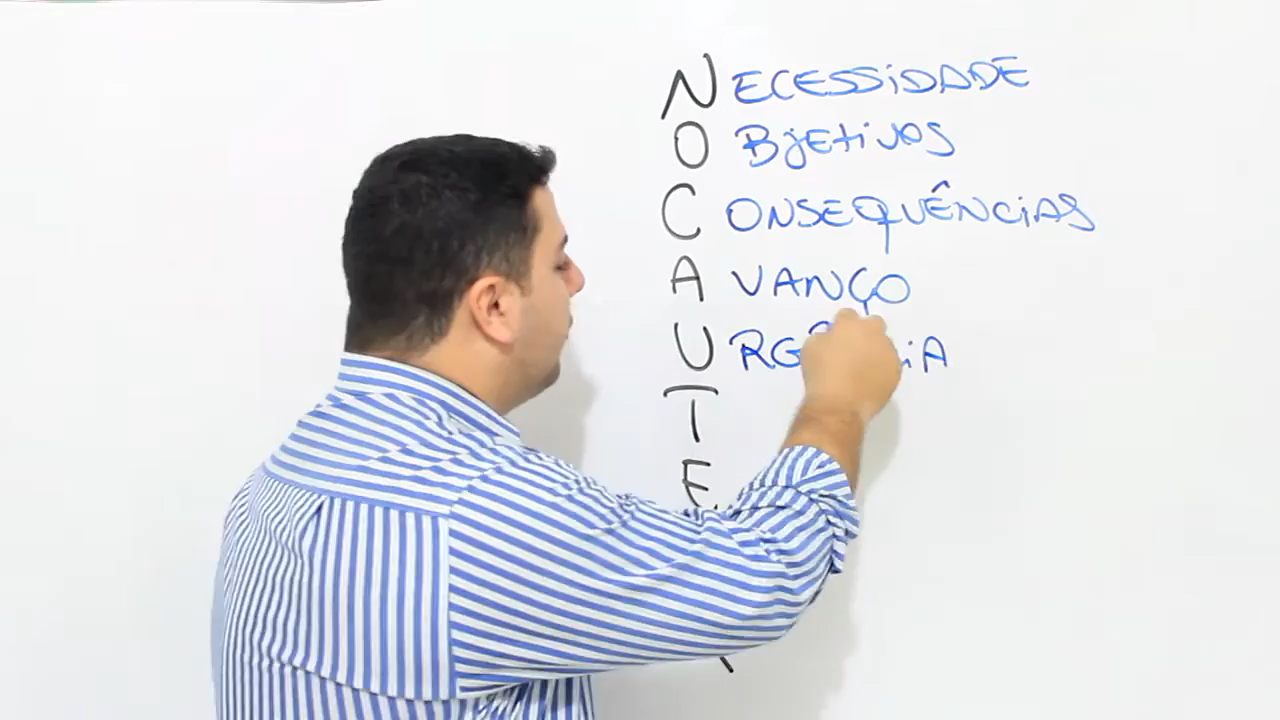 NECESSIDADE
OBJETIVOS
CONSEQUÊNCIAS
AVANÇO
T
E